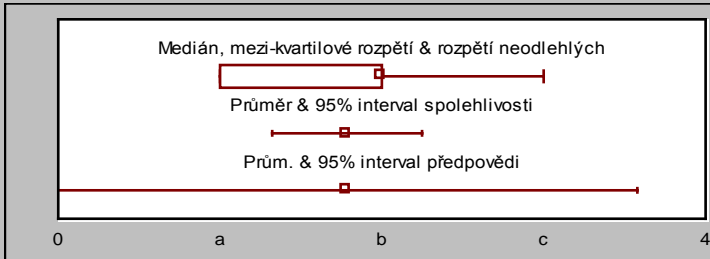 Medián, mezi-kvartilové rozpětí & rozpětí neodlehlých
Průměr & 95% interval spolehlivosti
Prům. & 95% interval předpovědi
0 a b c 4